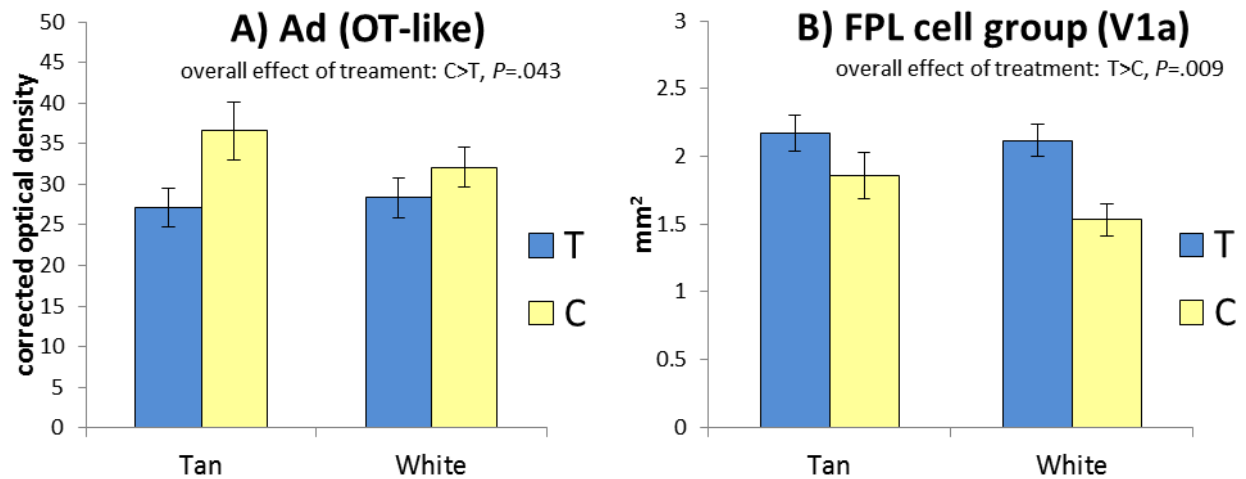 A) Ad (OT-like)
overall effect of treament: C>T, P=.043
corrected optical density
50
45
40
35
30
25
20
15
10
5
0
Tan
White
T
C
B) FPL cell group (V1a)
overall effect of treatment: T>C, P=.009
mm²
3
2.5
2
1.5
1
0.5
0
Tan
White
T
C